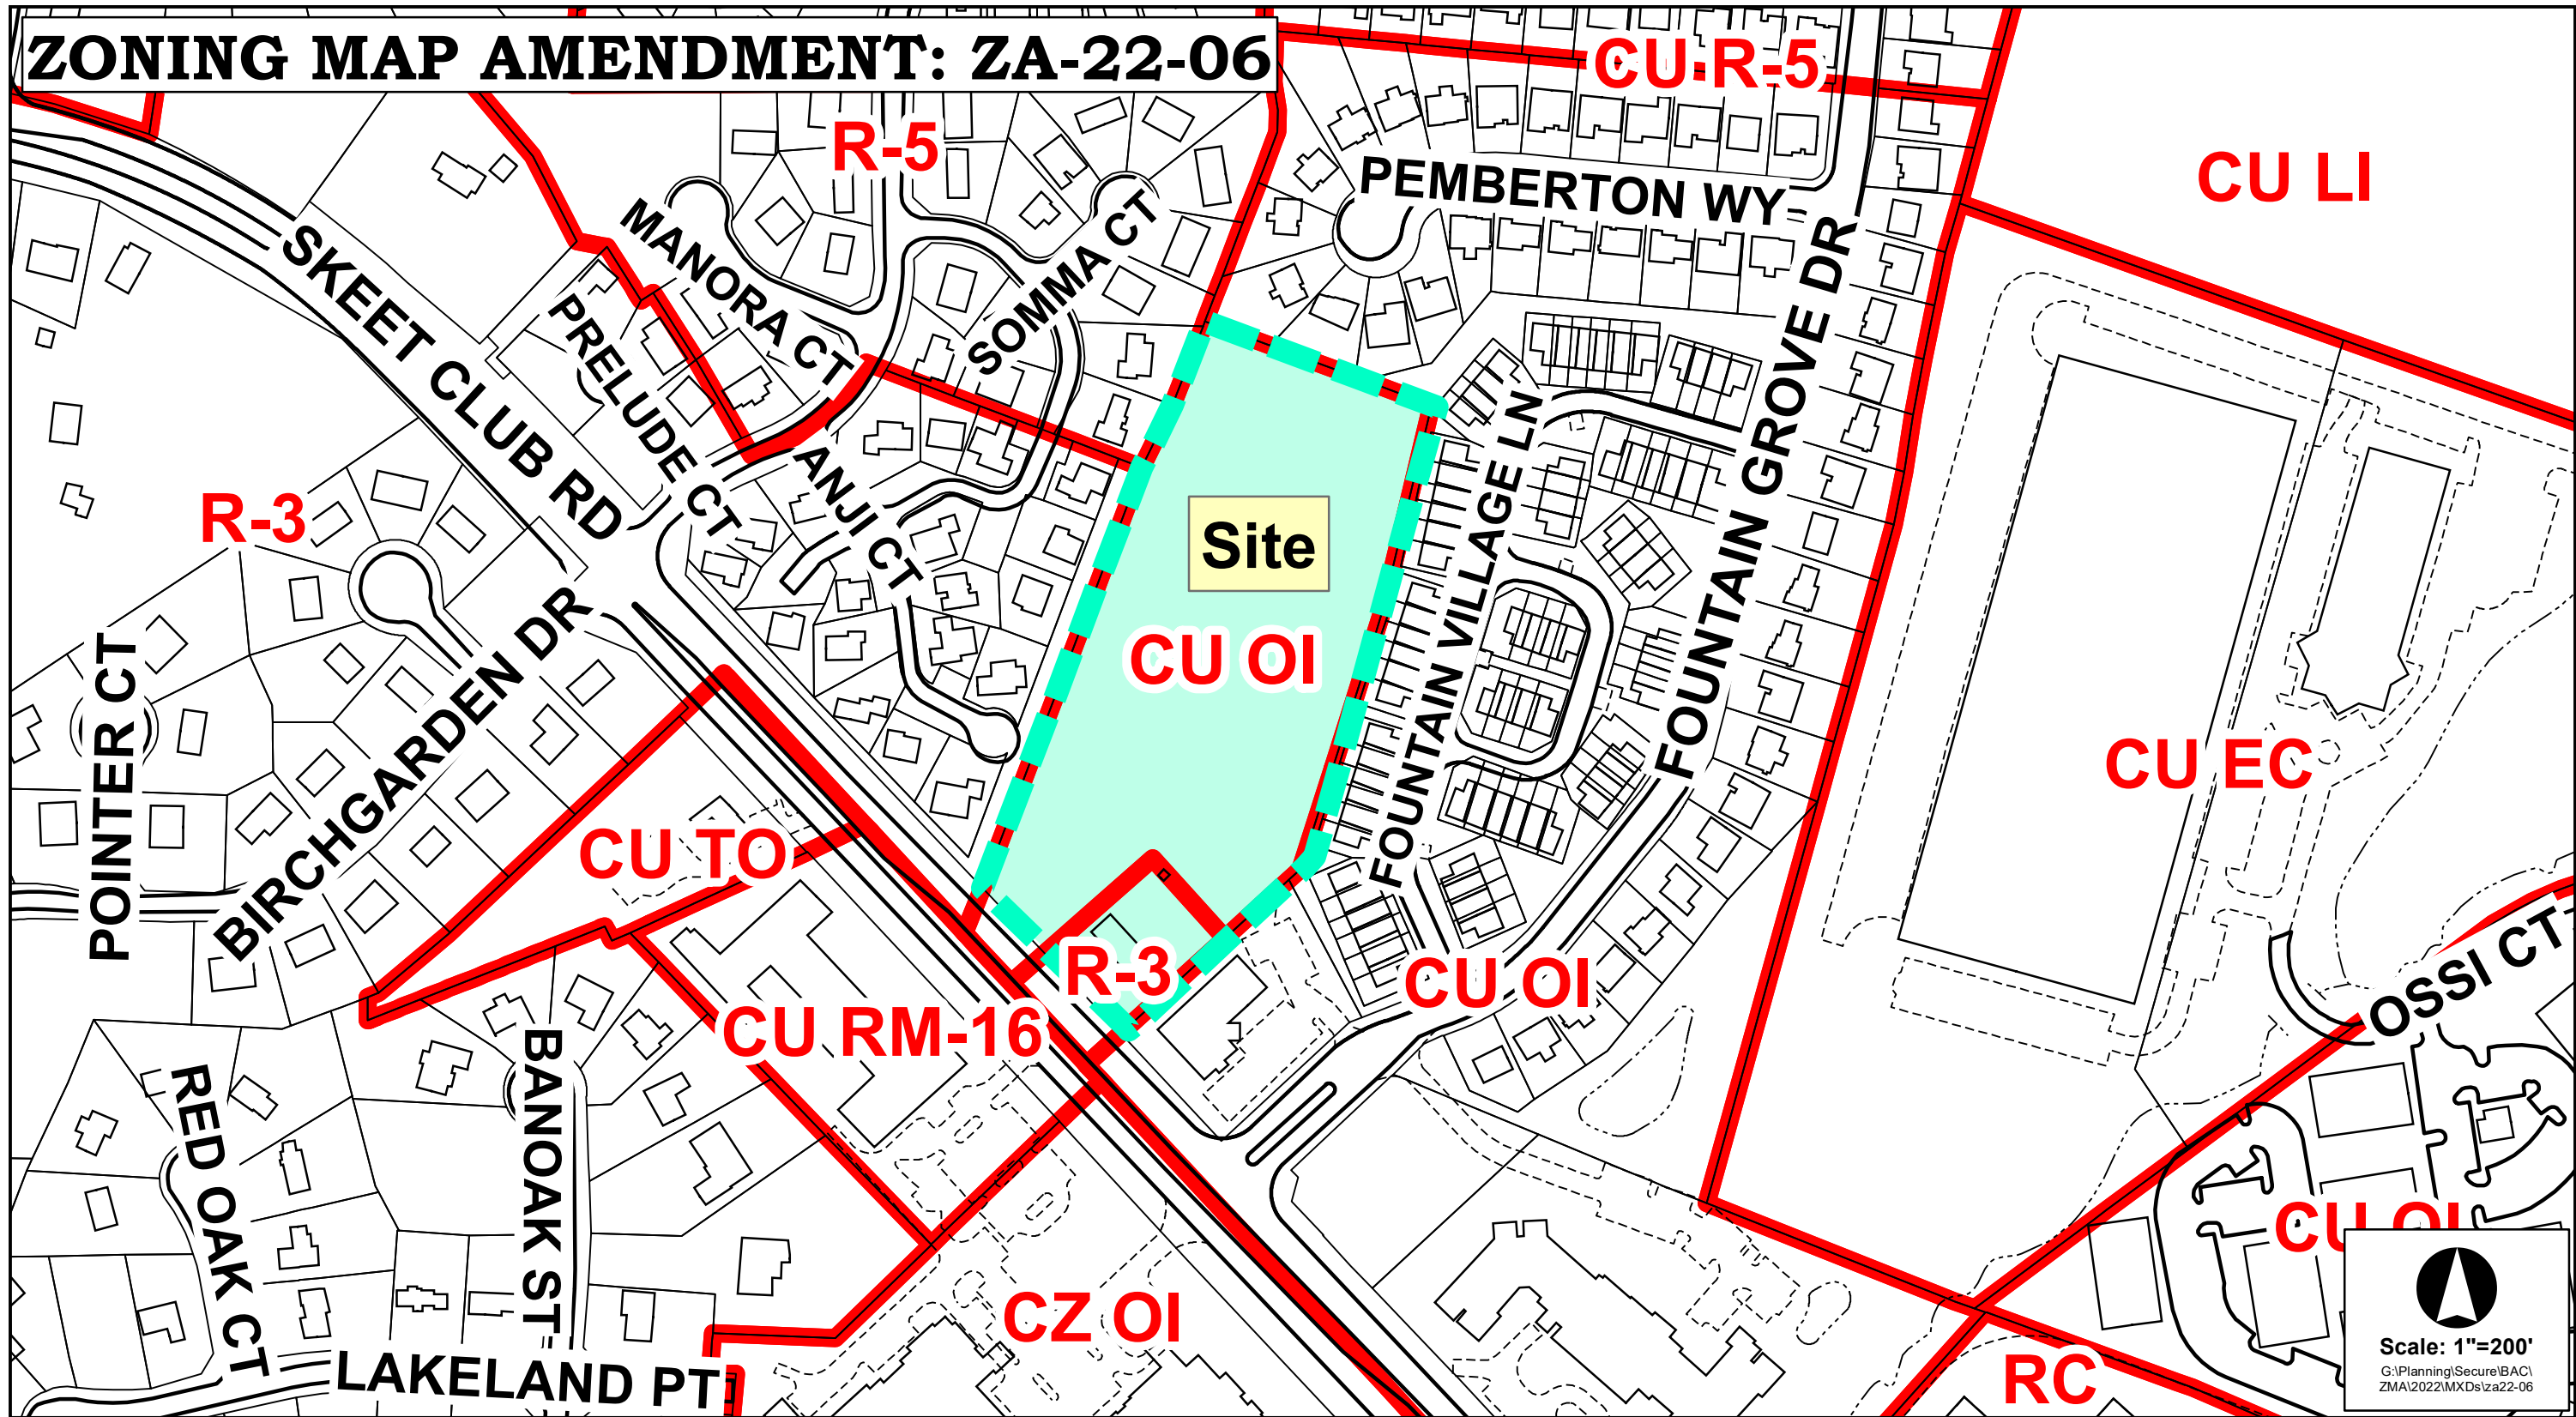 ZONING MAP AMENDMENT: ZA-22-06
CU R-5
R-5
CU LI
PEMBERTON WY
MANORA CT
SOMMA CT
SKEET CLUB RD
PRELUDE CT
FOUNTAIN GROVE DR
ANJI CT
FOUNTAIN VILLAGE LN
R-3
Site
CU OI
POINTER CT
BIRCHGARDEN DR
CU EC
CU TO
R-3
CU OI
OSSI CT
CU RM-16
BANOAK ST
RED OAK CT
CU OI
CZ OI
LAKELAND PT
RC
Scale: 1"=200'
G:\Planning\Secure\BAC\
ZMA\2022\MXDs\za22-06